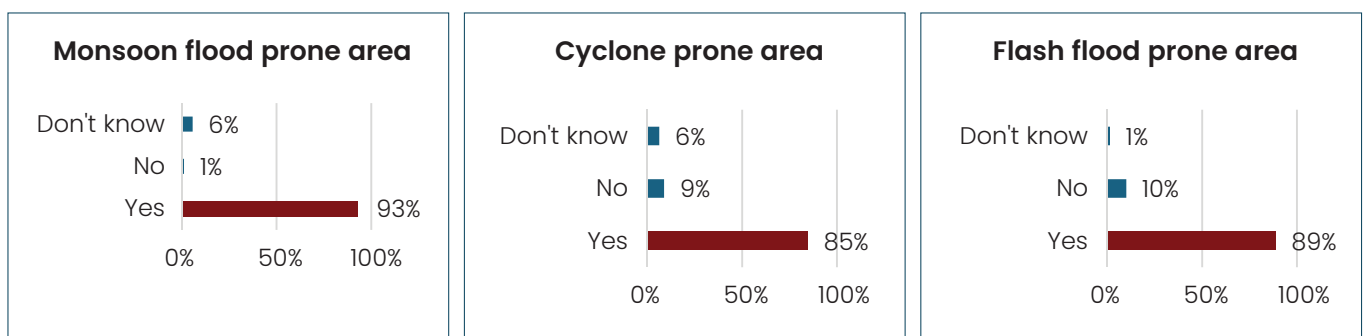 Monsoon flood prone area
Don't know 6%
No 1%
Yes 93%
0% 50% 100%
Cyclone prone area
Don't know 6%
No 9%
Yes 85%
0% 50% 100%
Flash flood prone area
Don't know 1%
No 10%
Yes 89%
0% 50% 100%